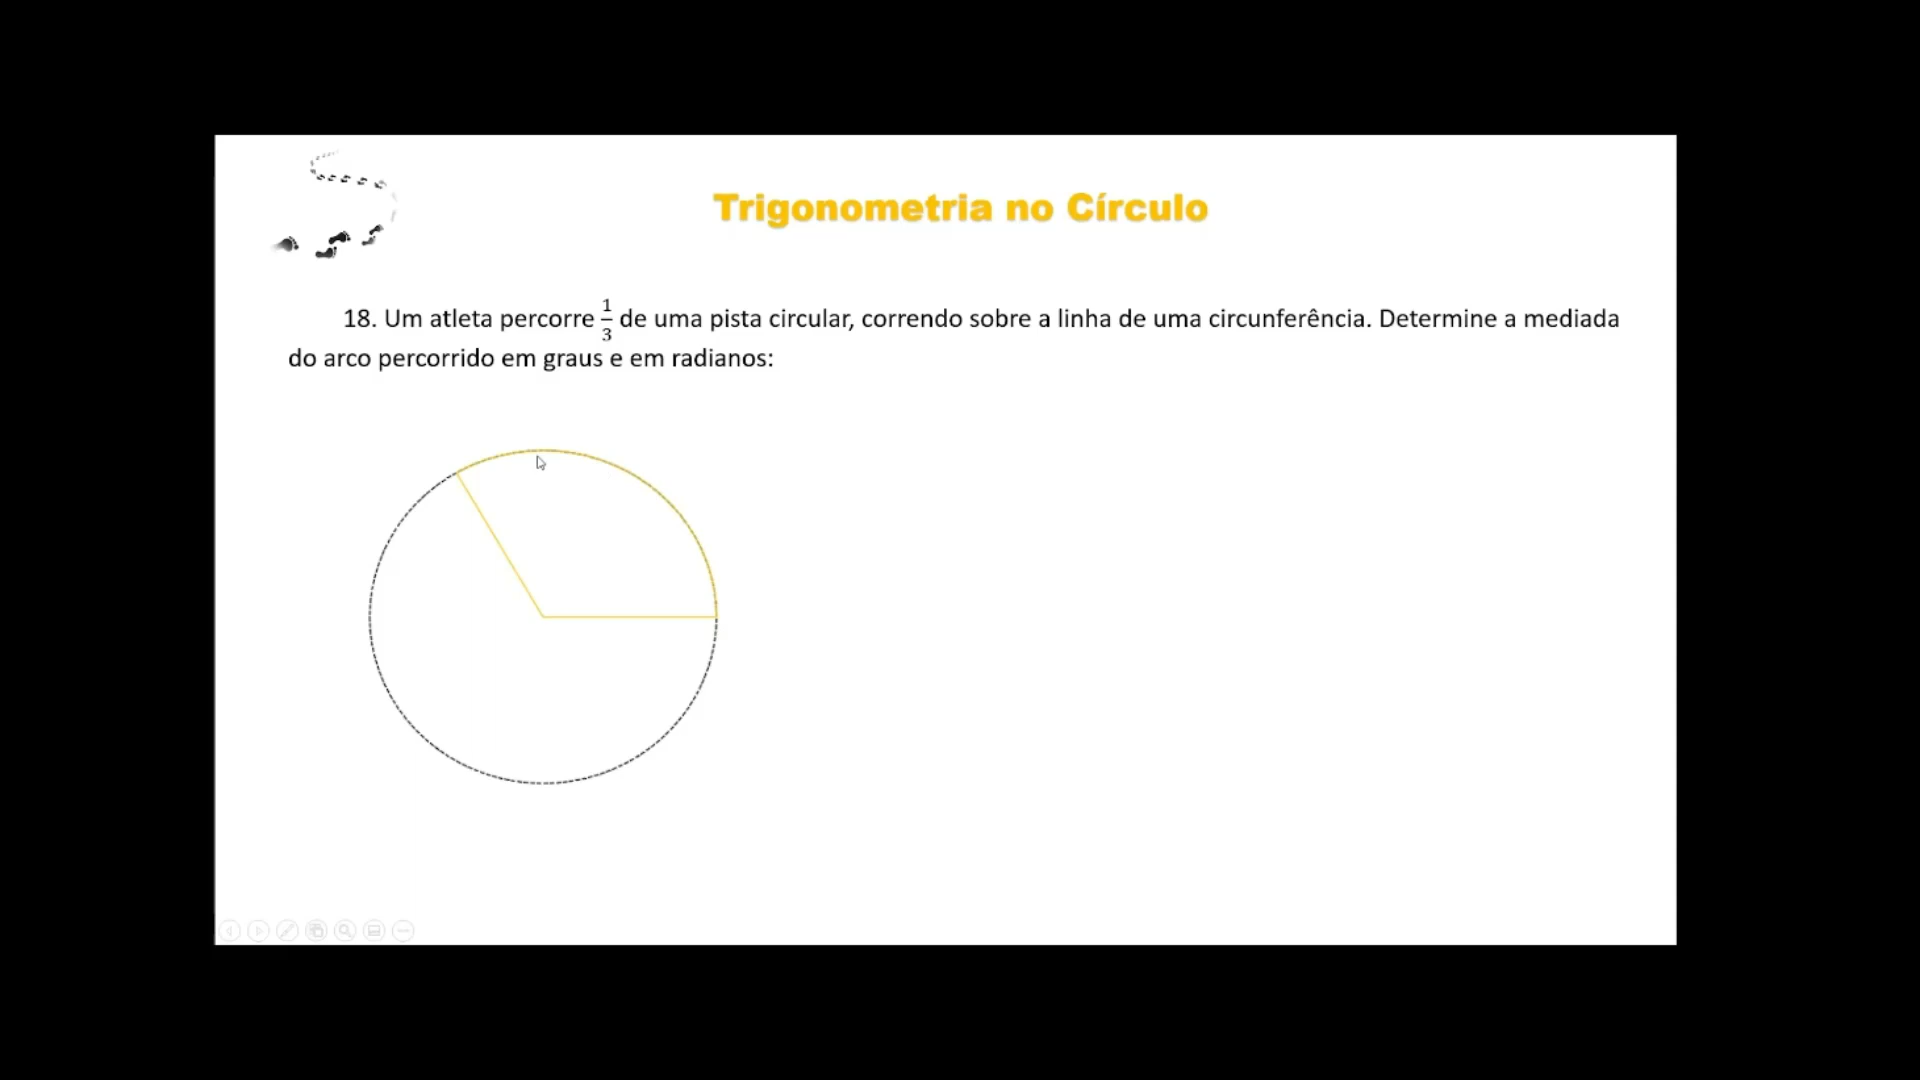 Trigonometria no Círculo
18. Um atleta percorre 1/3 de uma pista circular, correndo sobre a linha de uma circunferência. Determine a mediada
do arco percorrido em graus e em radianos: